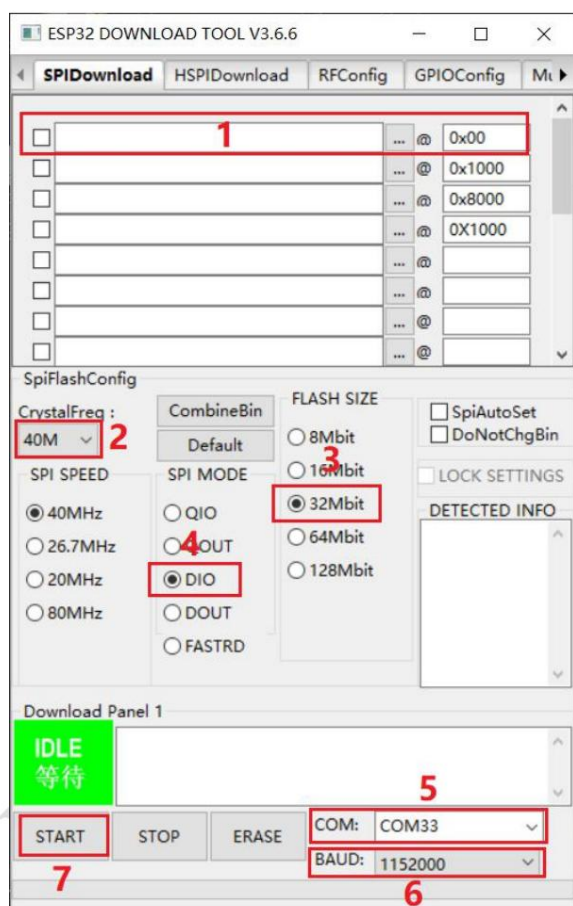 ESP32 DOWNLOAD TOOL V3.6.6
SPIDownload HSPIDownload RFConfig GPIOConfig
1 ... @ 0x00
... @ 0x1000
... @ 0x8000
... @ 0X1000
... @
... @
... @
... @
SpiFlashConfig
CrystalFreq :
40M 2
CombineBin
Default
SPI SPEED
40MHz
26.7MHz
20MHz
80MHz
SPI MODE
QIO
4
DIO
DOUT
FASTRD
FLASH SIZE
8Mbit
3
16Mbit
32Mbit
64Mbit
128Mbit
SpiAutoSet
DoNotChgBin
LOCK SETTINGS
DETECTED INFO
Download Panel 1
IDLE
等待
5
START STOP ERASE
COM: COM33
BAUD: 1152000
7
6